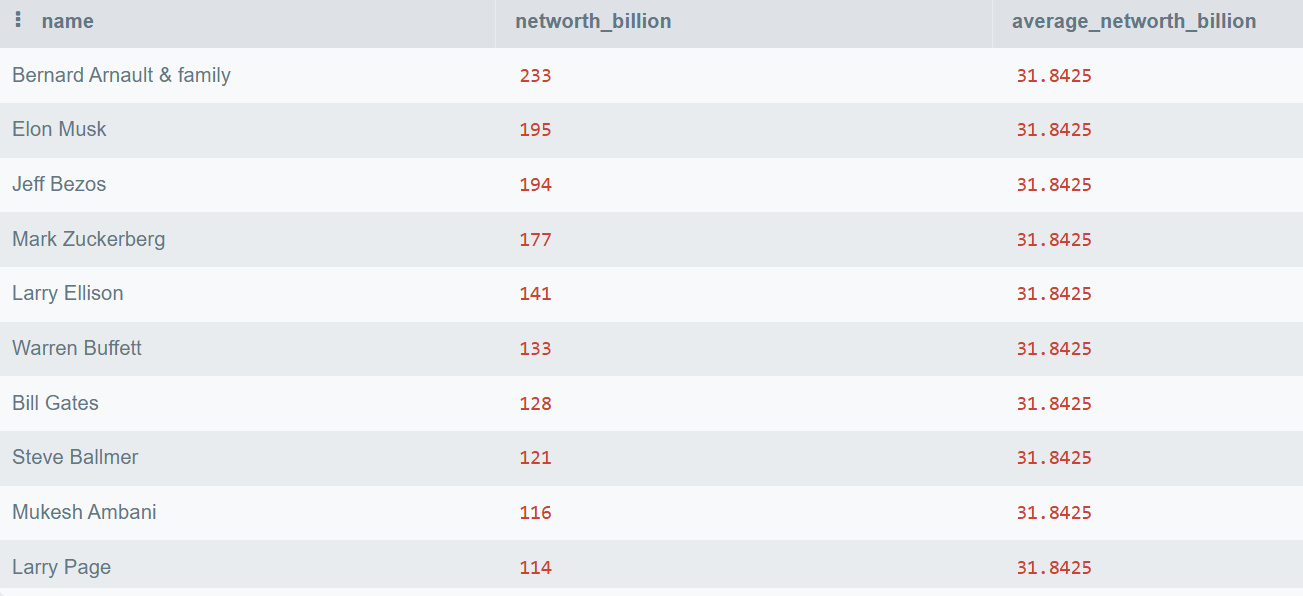 name networth_billion average_networth_billion
Bernard Arnault & family 233 31.8425
Elon Musk 195 31.8425
Jeff Bezos 194 31.8425
Mark Zuckerberg 177 31.8425
Larry Ellison 141 31.8425
Warren Buffett 133 31.8425
Bill Gates 128 31.8425
Steve Ballmer 121 31.8425
Mukesh Ambani 116 31.8425
Larry Page 114 31.8425